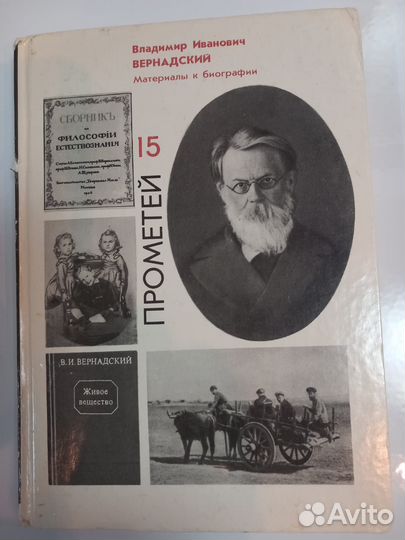 Владимир Иванович
ВЕРНАДСКИЙ
Материалы к биографии
15
ПРОМЕТЕЙ
СБОРНИКЪ
ФИЛОСОФІИ
ЕСТЕСТВОЗНАНІЯ
В. И. ВЕРНАДСКИЙ
Живое
вещество
Avito